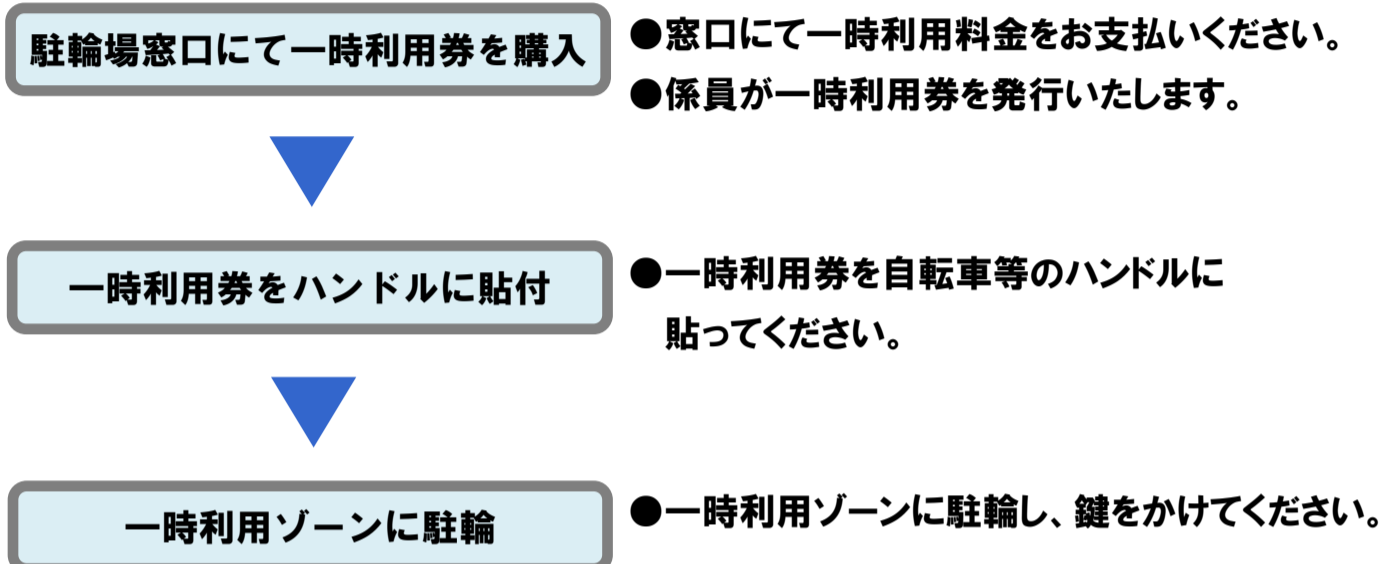 駐輪場窓口にて一時利用券を購入
●窓口にて一時利用料金をお支払いください。
●係員が一時利用券を発行いたします。
一時利用券をハンドルに貼付
●一時利用券を自転車等のハンドルに
貼ってください。
一時利用ゾーンに駐輪
●一時利用ゾーンに駐輪し、鍵をかけてください。